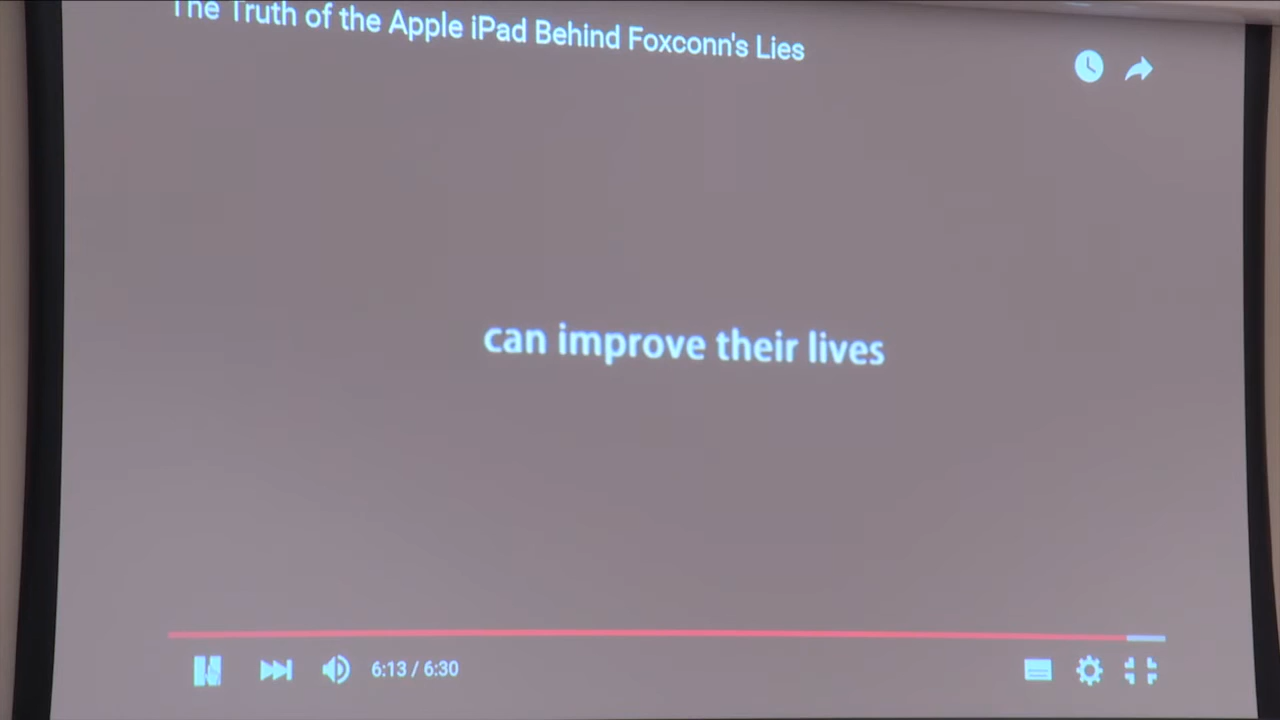 The Truth of the Apple iPad Behind Foxconn's Lies
can improve their lives
6:13 / 6:30